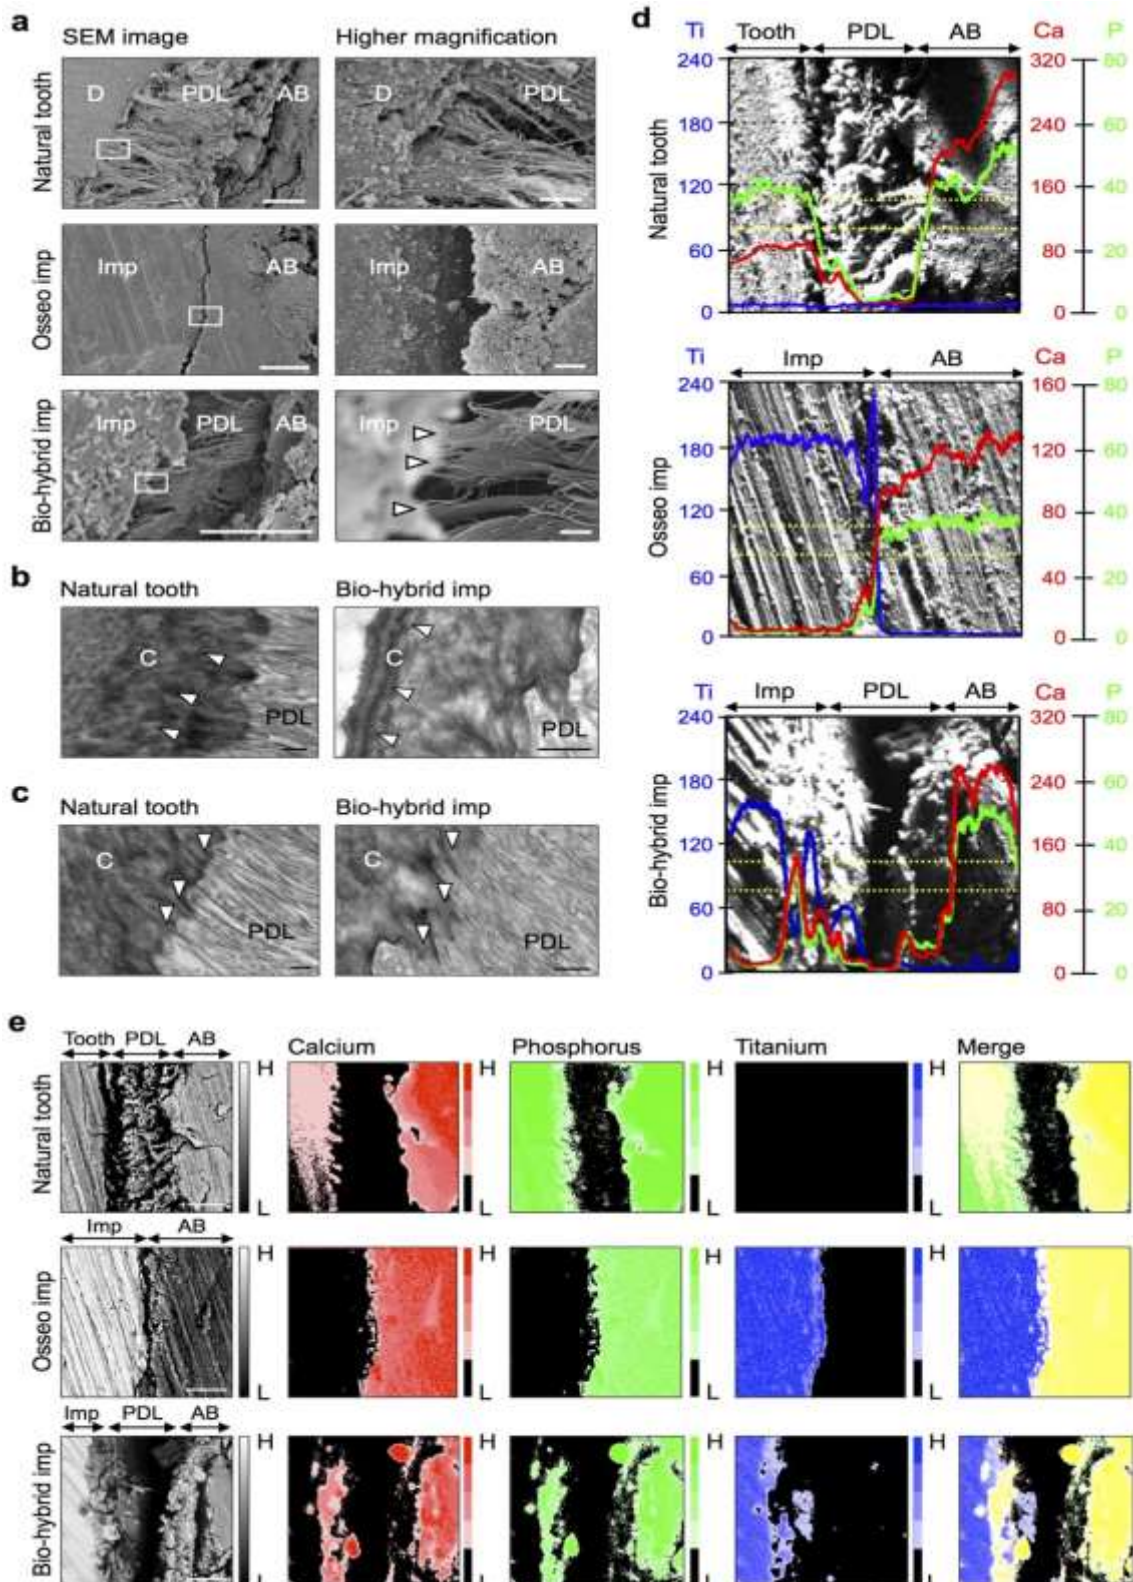 a
SEM image
Higher magnification
Natural tooth
D
PDL
AB
D
PDL
Osseo imp
Imp
AB
Imp
AB
Bio-hybrid imp
Imp
PDL
AB
Imp
PDL
b
Natural tooth
Bio-hybrid imp
C
PDL
C
PDL
c
Natural tooth
Bio-hybrid imp
C
PDL
C
PDL
d
Ti
Tooth
PDL
AB
Ca
P
Natural tooth
240
180
120
60
0
320
240
160
80
0
80
60
40
20
0
Imp
AB
Ca
P
Osseo imp
240
180
120
60
0
160
120
80
40
0
80
60
40
20
0
Ti
Imp
PDL
AB
Ca
P
Bio-hybrid imp
240
180
120
60
0
320
240
160
80
0
80
60
40
20
0
e
Tooth PDL AB
Calcium
Phosphorus
Titanium
Merge
Natural tooth
H
L
H
L
H
L
H
L
Imp AB
Osseo imp
H
L
H
L
H
L
H
L
Imp PDL AB
Bio-hybrid imp
H
L
H
L
H
L
H
L